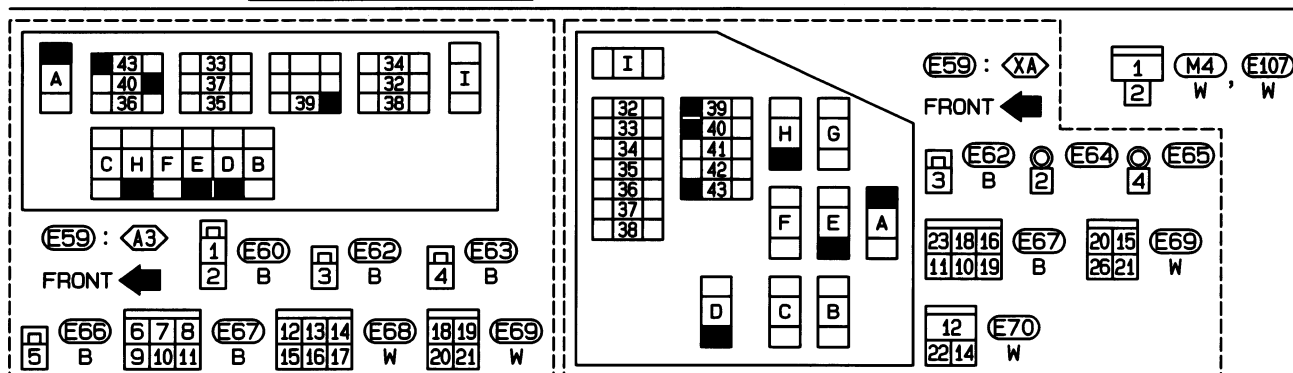 A
43
40
36
33
37
35
39
34
32
38
I
C H F E D B
E59 : A3
FRONT
1
2
E60
B
3
E62
B
4
E63
B
5
E66
B
6 7 8
9 10 11
E67
B
12 13 14
15 16 17
E68
W
18 19
20 21
E69
W
I
32
33
34
35
36
37
38
39
40
41
42
43
H G
F E A
D C B
E59 : XA
FRONT
1
2
M4
W
,
E107
W
3
E62
B
2
E64
4
E65
23 18 16
11 10 19
E67
B
20 15
26 21
E69
W
12
22 14
E70
W